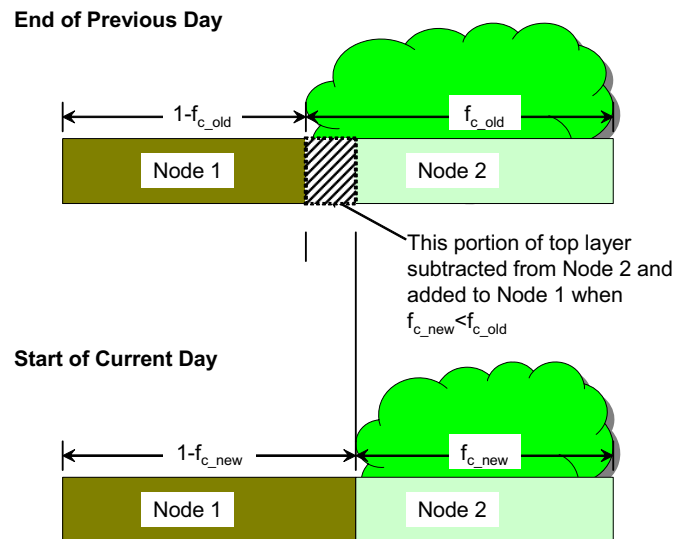 End of Previous Day
1-f_c_old
f_c_old
Node 1
Node 2
This portion of top layer
subtracted from Node 2 and
added to Node 1 when
f_c_new<f_c_old
Start of Current Day
1-f_c_new
f_c_new
Node 1
Node 2